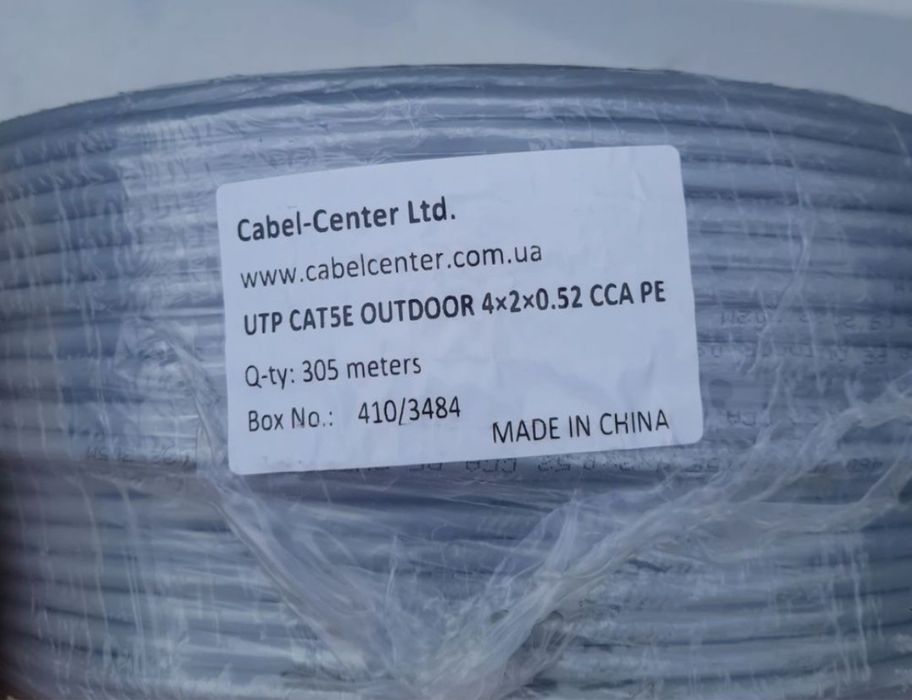 Cabel-Center Ltd.
www.cabelcenter.com.ua
UTP CAT5E OUTDOOR 4×2×0.52 CCA PE
Q-ty: 305 meters
Box No.: 410/3484
MADE IN CHINA